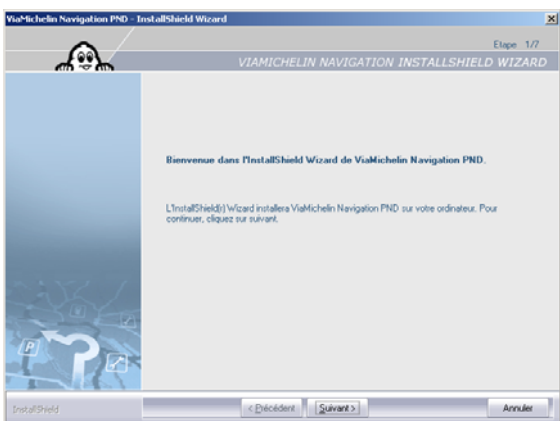 ViaMichelin Navigation PND - InstallShield Wizard
Etape 1/7
VIAMICHELIN NAVIGATION INSTALLSHIELD WIZARD
Bienvenue dans l'InstallShield Wizard de ViaMichelin Navigation PND.
L'InstallShield(r) Wizard installera ViaMichelin Navigation PND sur votre ordinateur. Pour
continuer, cliquez sur suivant.
P
InstallShield
< Précédent
Suivant >
Annuler